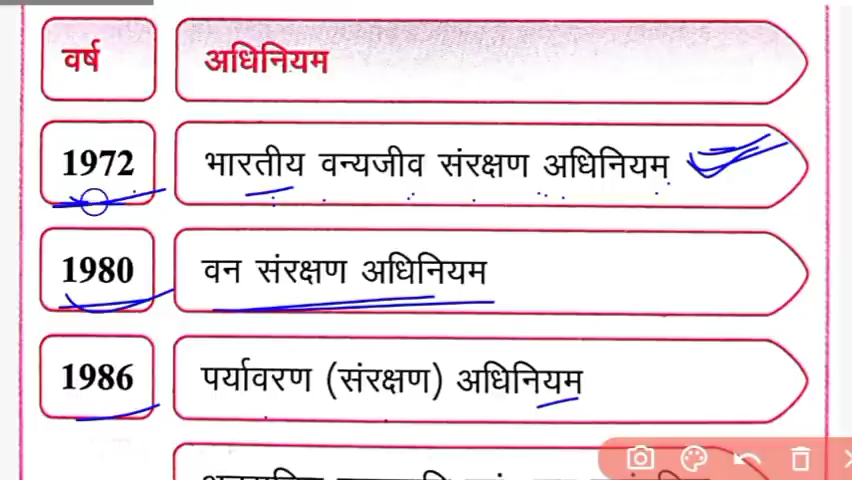 वर्ष
अधिनियम
1972
भारतीय वन्यजीव संरक्षण अधिनियम
1980
वन संरक्षण अधिनियम
1986
पर्यावरण (संरक्षण) अधिनियम